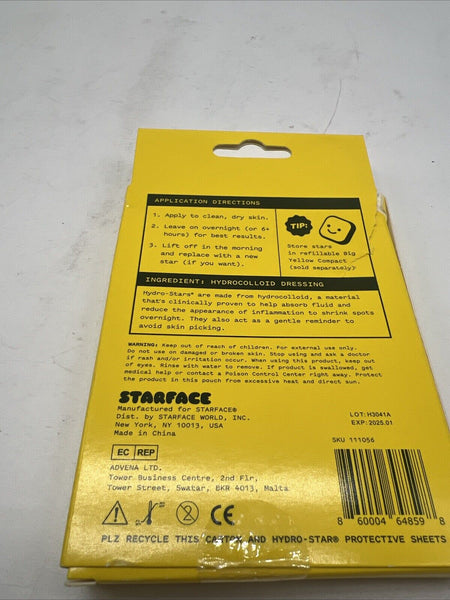 APPLICATION DIRECTIONS
1. Apply to clean, dry skin.
2. Leave on overnight (or 6+
hours) for best results.
3. Lift off in the morning
and replace with a new
star (if you want).
TIP:
Store stars
in refillable Big
Yellow Compact
(sold separately)
INGREDIENT: HYDROCOLLOID DRESSING
Hydro-Stars® are made from hydrocolloid, a material
that's clinically proven to help absorb fluid and
reduce the appearance of inflammation to shrink spots
overnight. They also act as a gentle reminder to
avoid skin picking.
WARNING: Keep out of reach of children. For external use only.
Do not use on damaged or broken skin. Stop using and ask a doctor
if rash and/or irritation occur. When using this product, keep out
of eyes. Rinse with water to remove. If product is swallowed, get
medical help or contact a Poison Control Center right away. Protect
the product in this pouch from excessive heat and direct sun.
STARFACE
Manufactured for STARFACE®
Dist. by STARFACE WORLD, INC.
New York, NY 10013, USA
Made in China
LOT: H3041A
EXP: 2025.01
SKU 111056
EC REP
ADVENA LTD.
Tower Business Centre, 2nd Flr,
Tower Street, Swatar, BKR 4013, Malta
2
CE
8 60004 64859 8
PLZ RECYCLE THIS CARTON AND HYDRO-STAR® PROTECTIVE SHEETS